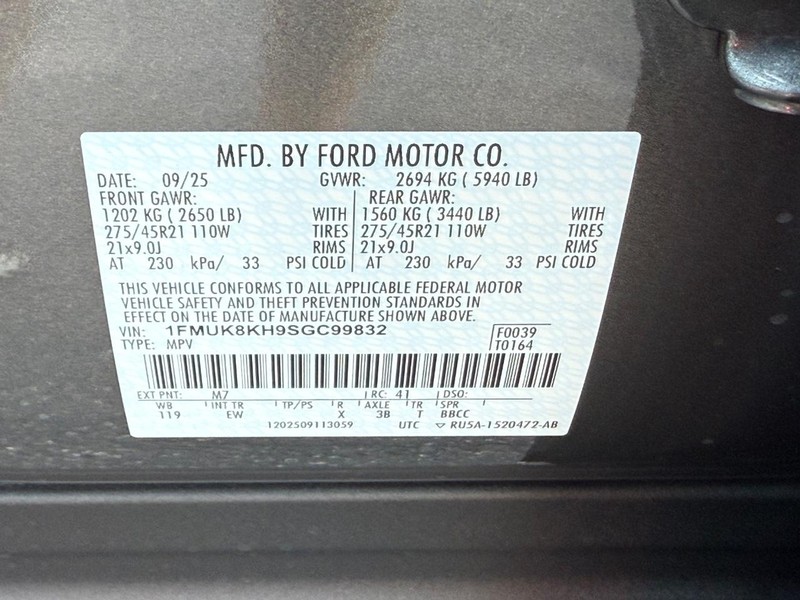 MFD. BY FORD MOTOR CO.
DATE: 09/25 GVWR: 2694 KG ( 5940 LB)
FRONT GAWR: REAR GAWR:
1202 KG ( 2650 LB) WITH 1560 KG ( 3440 LB) WITH
275/45R21 110W TIRES 275/45R21 110W TIRES
21x9.0J RIMS 21x9.0J RIMS
AT 230 kPa/ 33 PSI COLD AT 230 kPa/ 33 PSI COLD
THIS VEHICLE CONFORMS TO ALL APPLICABLE FEDERAL MOTOR
VEHICLE SAFETY AND THEFT PREVENTION STANDARDS IN
EFFECT ON THE DATE OF MANUFACTURE SHOWN ABOVE.
VIN: 1FMUK8KH9SGC99832 F0039
TYPE: MPV T0164
EXT PNT: M7 RC: 41 DSO:
WB INT TR TP/PS R AXLE TR SPR
119 EW X 3B T BBCC
1202509113059 UTC ▽ RU5A-1520472-AB